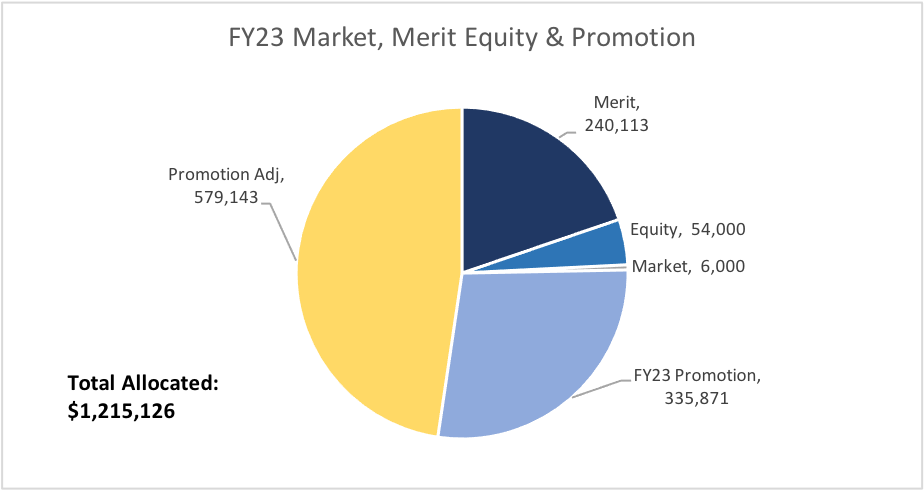 FY23 Market, Merit Equity & Promotion
Merit,
240,113
Promotion Adj,
579,143
Equity, 54,000
Market, 6,000
FY23 Promotion,
335,871
Total Allocated:
$1,215,126